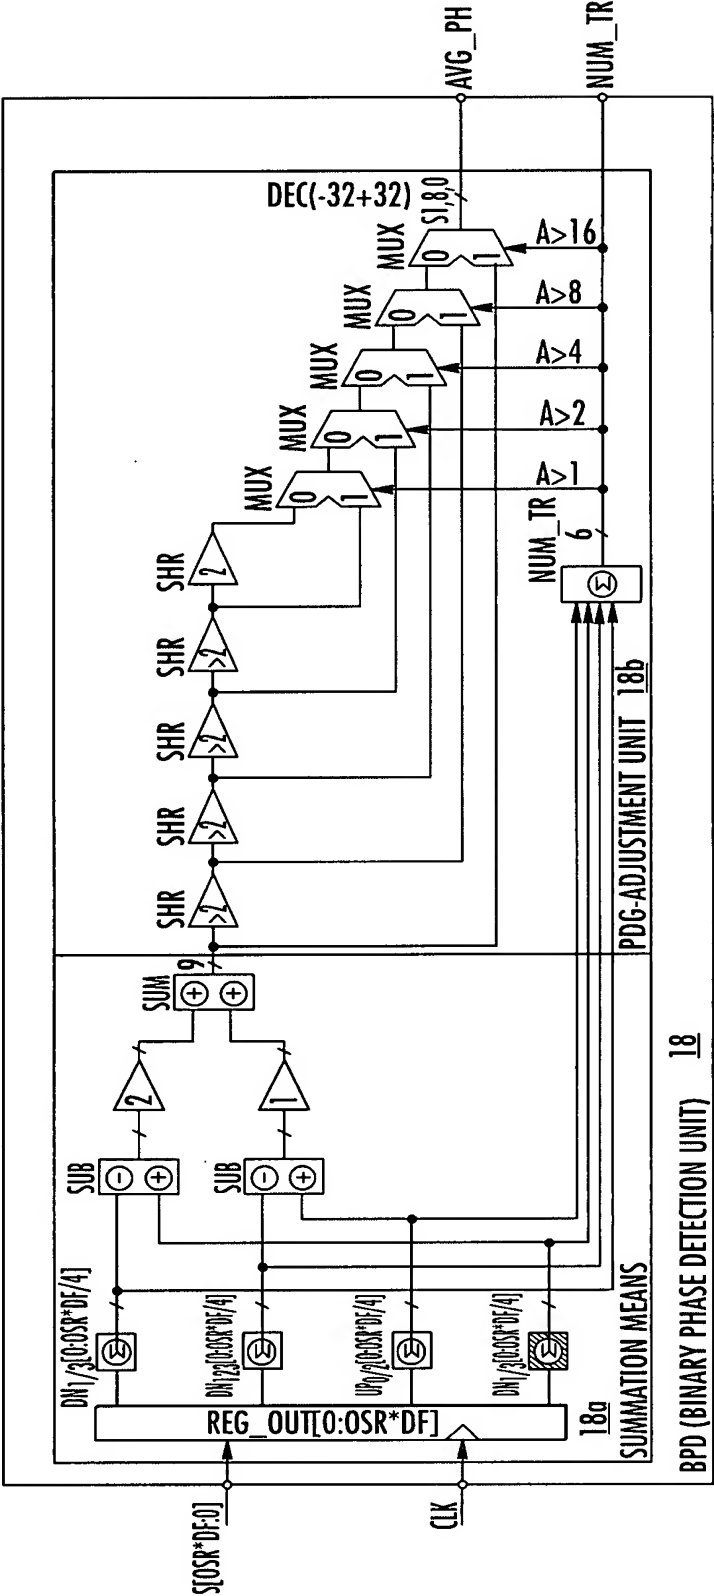 S[OSR*DF:0]
CLK
REG_OUT[0:OSR*DF]
18a
DN1/3[0:OSR*DF/4]
Σ
DN123[0:OSR*DF/4]
Σ
UP0/2[0:OSR*DF/4]
Σ
DN1/3[0:OSR*DF/4]
Σ
SUB
- +
SUB
- +
2
1
SUM
+ +
9
SUMMATION MEANS
SHR
<2
SHR
<2
SHR
<2
SHR
<2
SHR
2
MUX
0 1
MUX
0 1
MUX
0 1
MUX
0 1
MUX
0 1
DEC(-32+32)
S1,8,0
AVG_PH
NUM_TR
Σ
NUM_TR
6
A>1
A>2
A>4
A>8
A>16
PDG-ADJUSTMENT UNIT 18b
BPD (BINARY PHASE DETECTION UNIT) 18